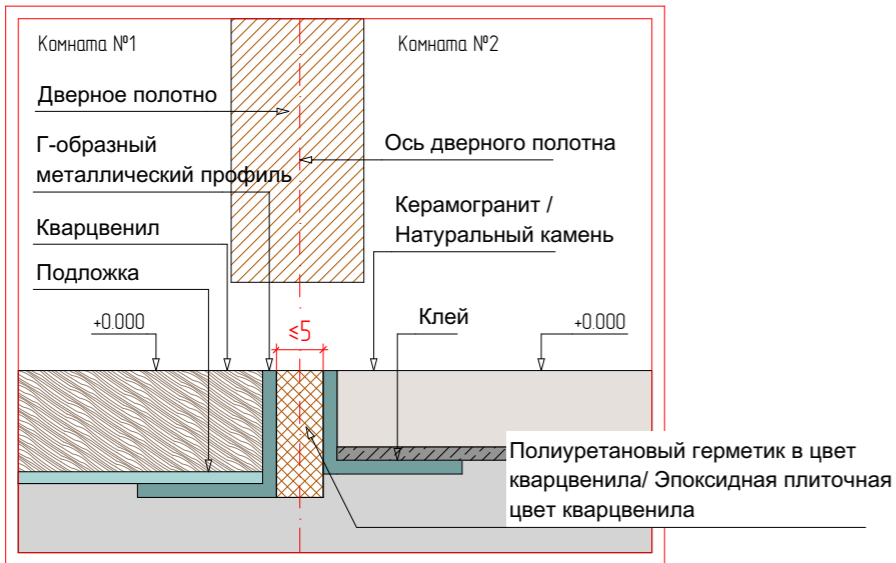 Комната №1
Комната №2
Дверное полотно
Г-образный
металлический профиль
Ось дверного полотна
Керамогранит /
Натуральный камень
Кварцвенил
Подложка
+0.000
≤5
Клей
+0.000
Полиуретановый герметик в цвет
кварцвенила/ Эпоксидная плиточная
цвет кварцвенила